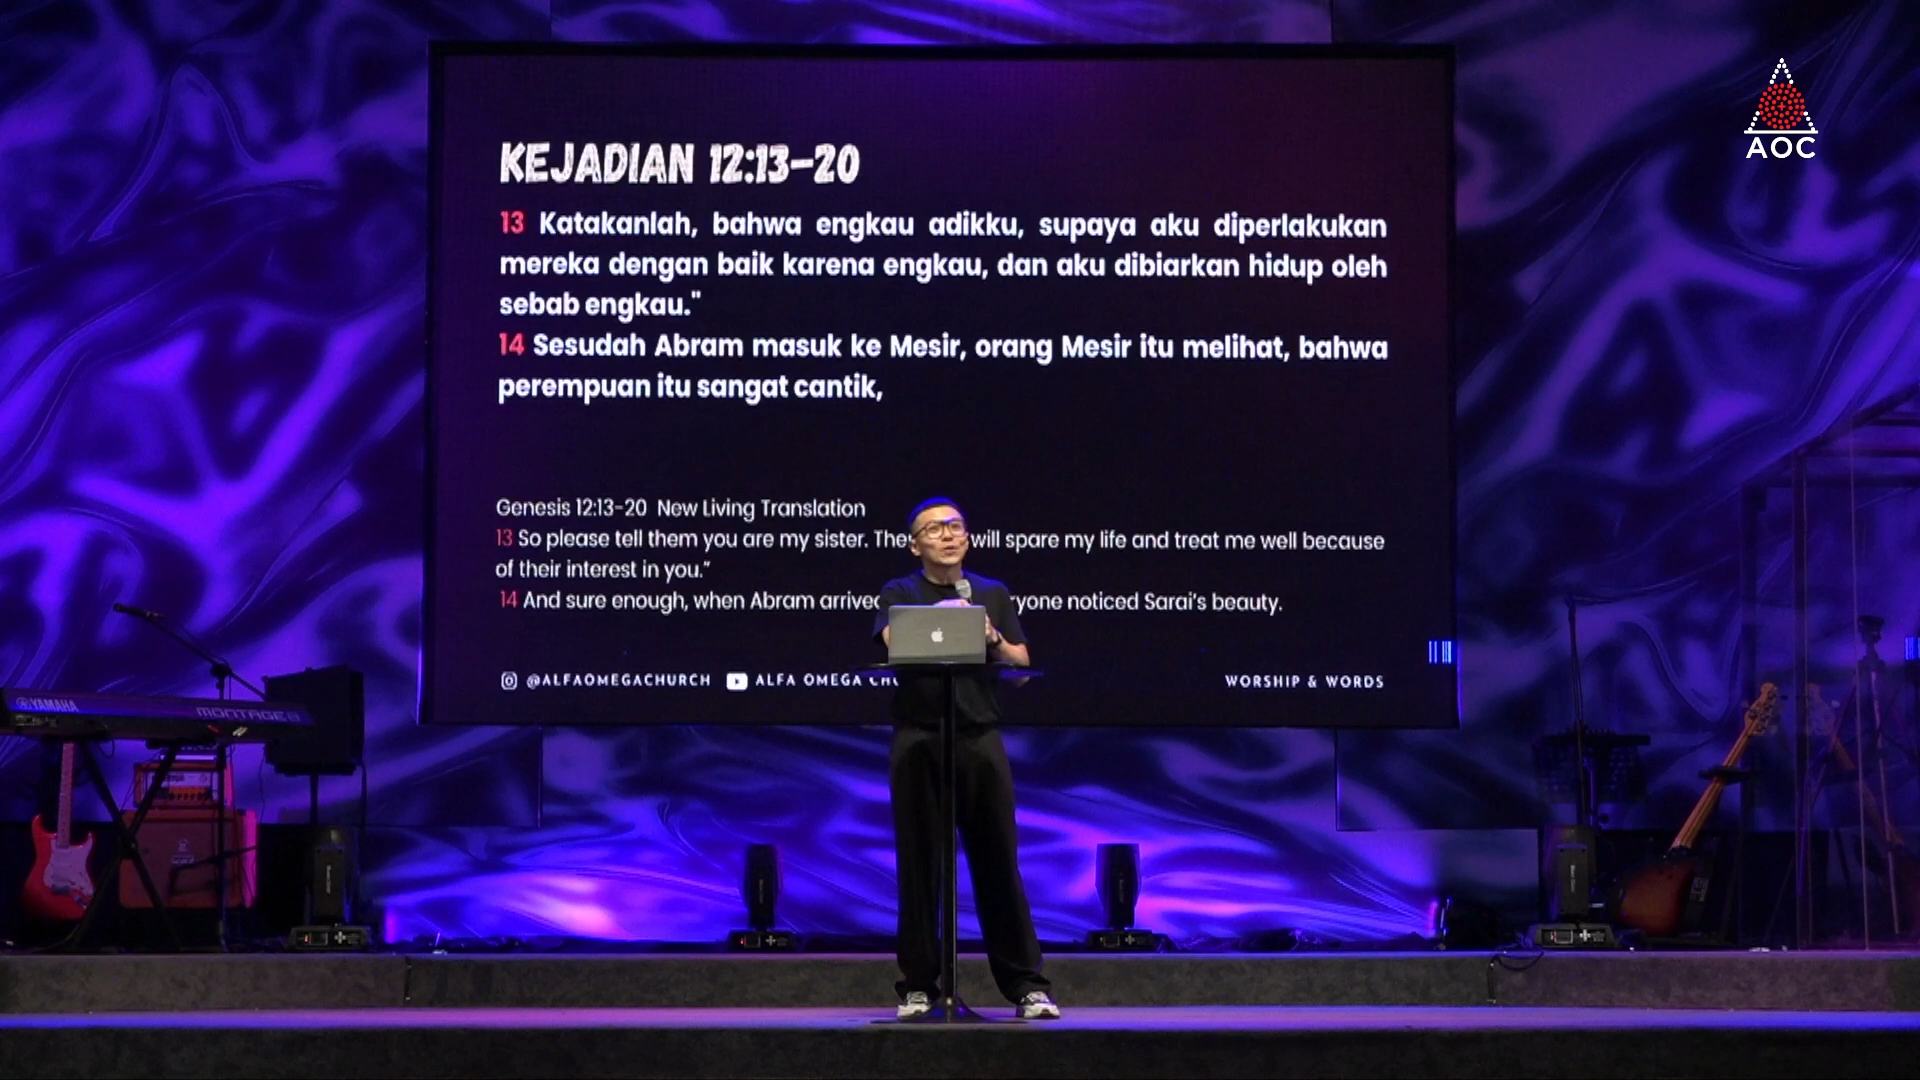 AOC
KEJADIAN 12:13-20
13 Katakanlah, bahwa engkau adikku, supaya aku diperlakukan
mereka dengan baik karena engkau, dan aku dibiarkan hidup oleh
sebab engkau."
14 Sesudah Abram masuk ke Mesir, orang Mesir itu melihat, bahwa
perempuan itu sangat cantik,
Genesis 12:13-20 New Living Translation
13 So please tell them you are my sister. will spare my life and treat me well because
of their interest in you."
14 And sure enough, when Abram noticed Sarai's beauty.
@ALFAOMEGACHURCH ALFA OMEGA WORSHIP & WORDS
YAMAHA MONTAGE8